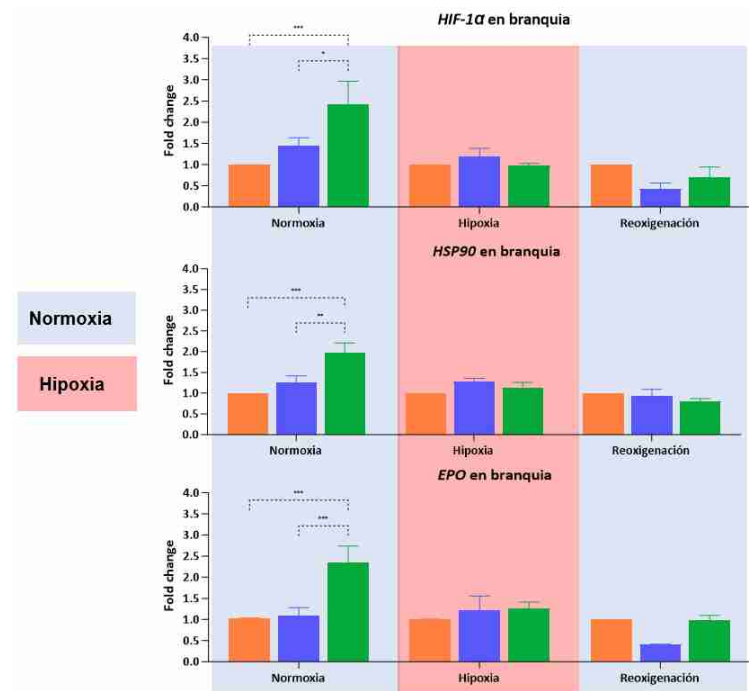 HIF-1α en branquia
***
*
Fold change
4.0
3.5
3.0
2.5
2.0
1.5
1.0
0.5
0.0
Normoxia
Hipoxia
Reoxigenación
HSP90 en branquia
***
**
Fold change
4.0
3.5
3.0
2.5
2.0
1.5
1.0
0.5
0.0
Normoxia
Hipoxia
Reoxigenación
Normoxia
Hipoxia
EPO en branquia
***
***
Fold change
4.0
3.5
3.0
2.5
2.0
1.5
1.0
0.5
0.0
Normoxia
Hipoxia
Reoxigenación